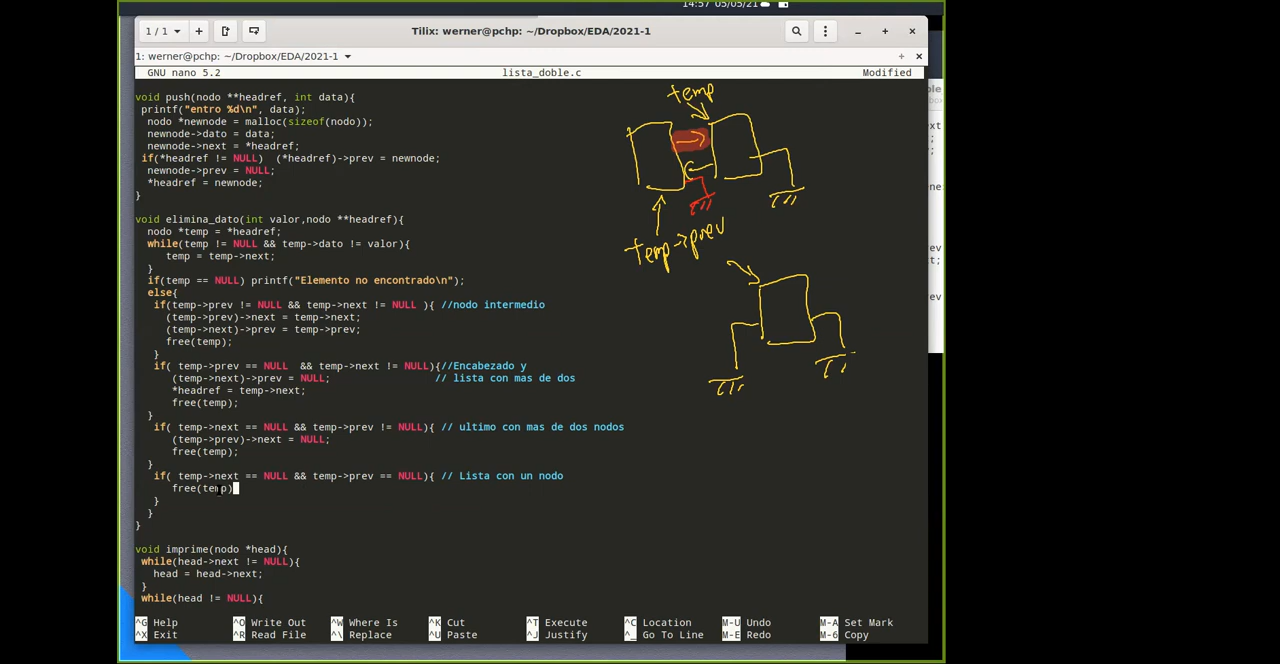 14:57 05/05/21
1 / 1
Tilix: werner@pchp: ~/Dropbox/EDA/2021-1
1: werner@pchp: ~/Dropbox/EDA/2021-1
GNU nano 5.2 lista_doble.c Modified
void push(nodo **headref, int data){
printf("entro %d\n", data);
nodo *newnode = malloc(sizeof(nodo));
newnode->dato = data;
newnode->next = *headref;
if(*headref != NULL) (*headref)->prev = newnode;
newnode->prev = NULL;
*headref = newnode;
}
void elimina_dato(int valor,nodo **headref){
nodo *temp = *headref;
while(temp != NULL && temp->dato != valor){
temp = temp->next;
}
if(temp == NULL) printf("Elemento no encontrado\n");
else{
if(temp->prev != NULL && temp->next != NULL ){ //nodo intermedio
(temp->prev)->next = temp->next;
(temp->next)->prev = temp->prev;
free(temp);
}
if( temp->prev == NULL && temp->next != NULL){//Encabezado y
(temp->next)->prev = NULL; // lista con mas de dos
*headref = temp->next;
free(temp);
}
if( temp->next == NULL && temp->prev != NULL){ // ultimo con mas de dos nodos
(temp->prev)->next = NULL;
free(temp);
}
if( temp->next == NULL && temp->prev == NULL){ // Lista con un nodo
free(temp)
}
}
}
void imprime(nodo *head){
while(head->next != NULL){
head = head->next;
}
while(head != NULL){
temp
temp->prev
^G Help ^O Write Out ^W Where Is ^K Cut ^T Execute ^C Location M-U Undo M-A Set Mark
^X Exit ^R Read File ^\ Replace ^U Paste ^J Justify ^_ Go To Line M-E Redo M-6 Copy